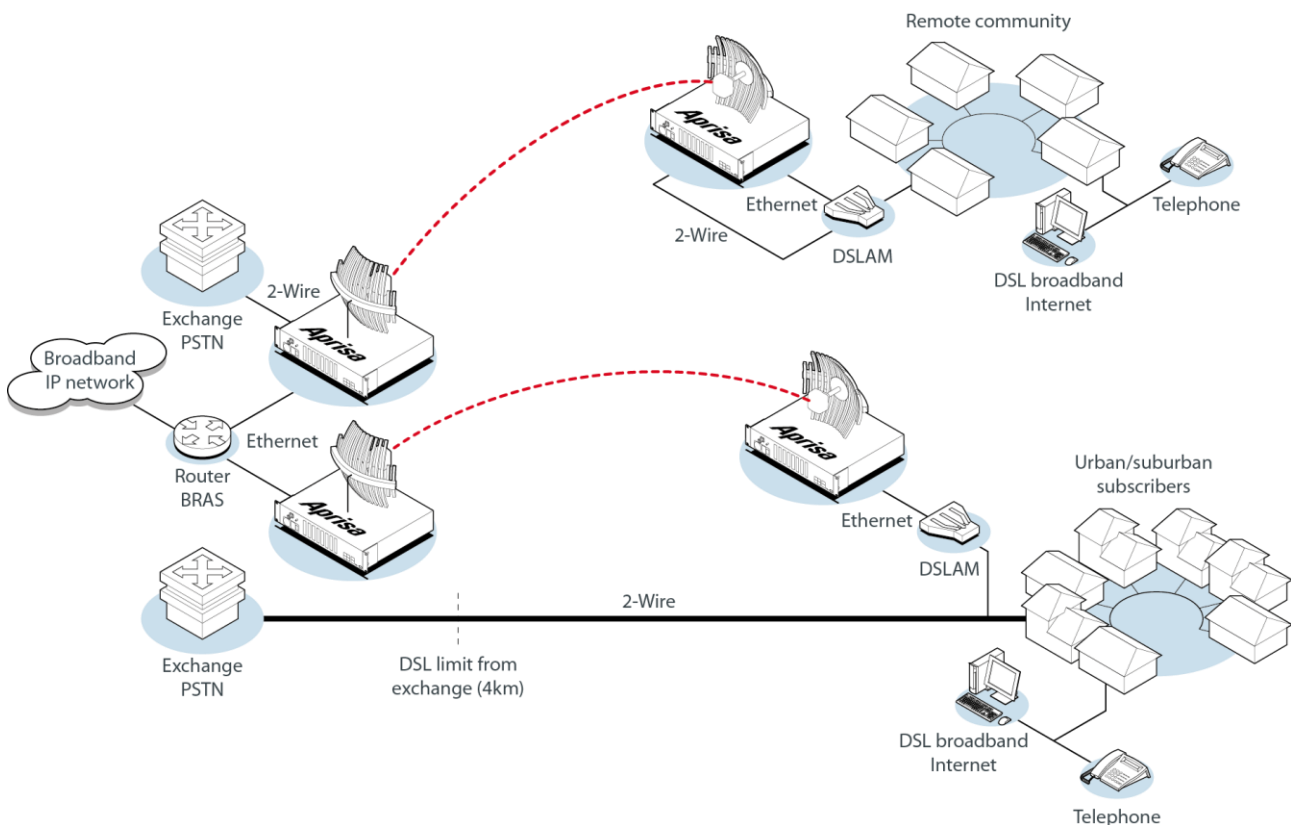 Remote community
Aprisa
Ethernet
2-Wire
DSLAM
Telephone
DSL broadband
Internet
Exchange
PSTN
2-Wire
Aprisa
Broadband
IP network
Ethernet
Router
BRAS
Aprisa
Aprisa
Ethernet
DSLAM
Urban/suburban
subscribers
Exchange
PSTN
2-Wire
DSL limit from
exchange (4km)
DSL broadband
Internet
Telephone